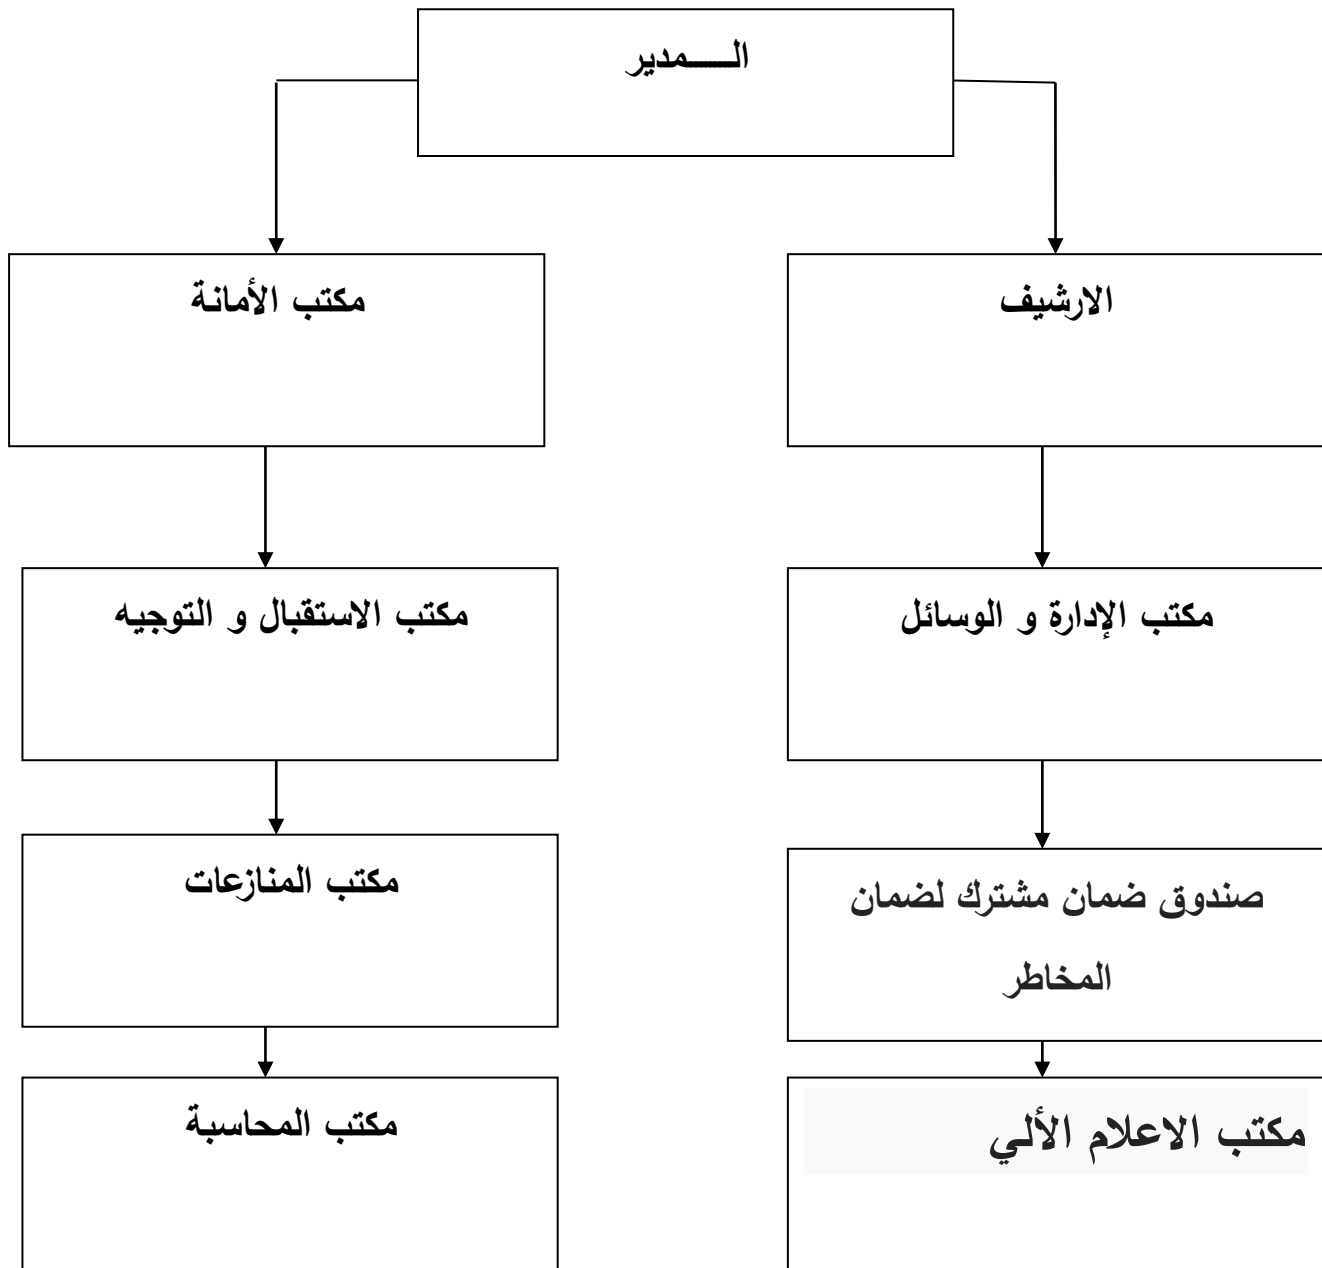 الـــــمدير
الارشيف
مكتب الأمانة
مكتب الإدارة و الوسائل
مكتب الاستقبال و التوجيه
صندوق ضمان مشترك لضمان
المخاطر
مكتب المنازعات
مكتب الاعلام الألي
مكتب المحاسبة